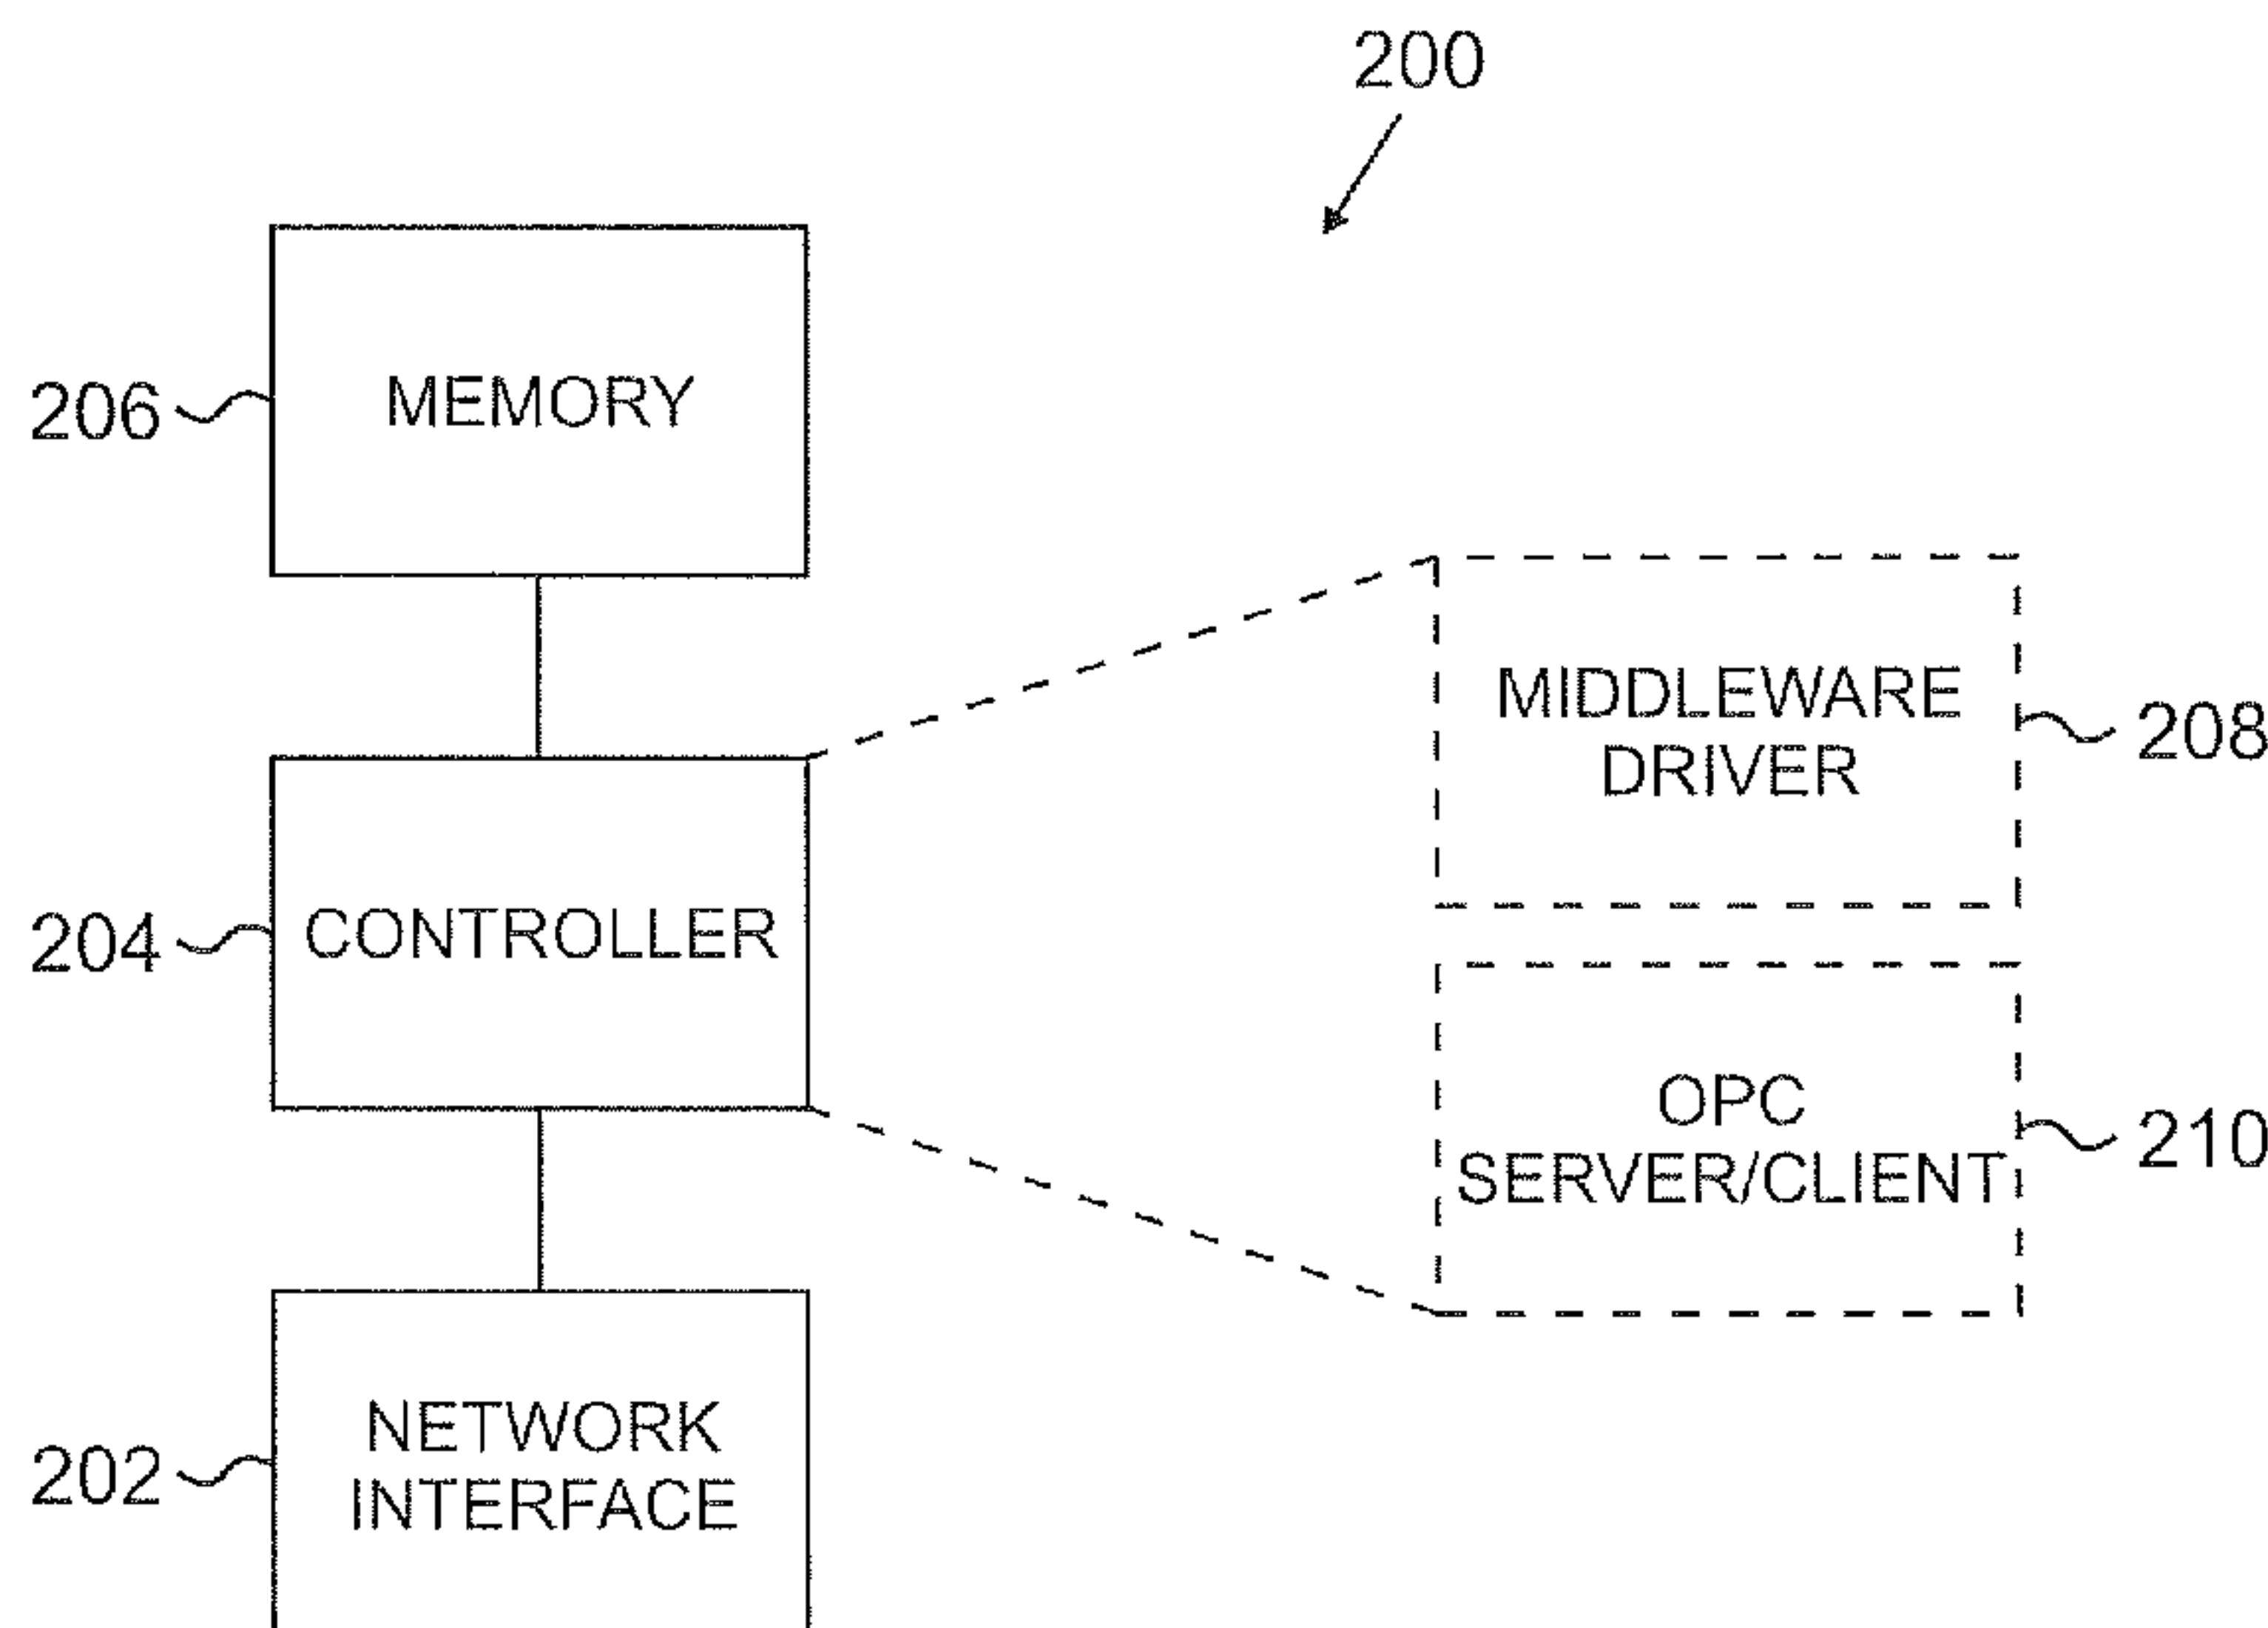 200
206
MEMORY
MIDDLEWARE
DRIVER
208
204
CONTROLLER
OPC
SERVER/CLIENT
210
202
NETWORK
INTERFACE